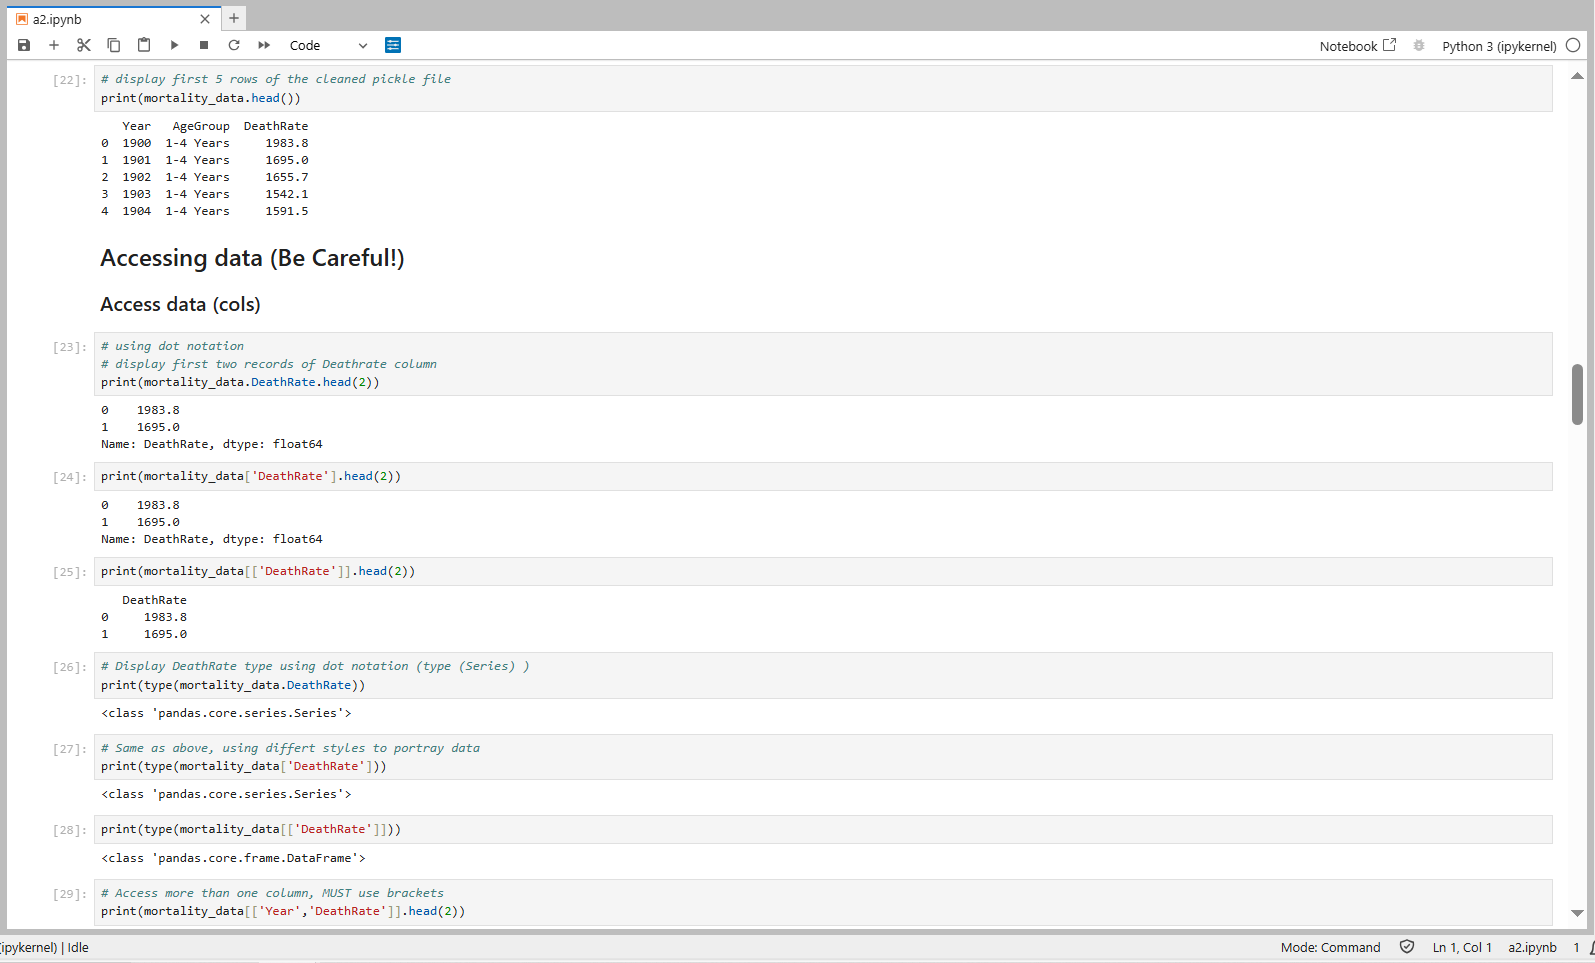 a2.ipynb
Code
Notebook
Python 3 (ipykernel)
[22]:
# display first 5 rows of the cleaned pickle file
print(mortality_data.head())
   Year   AgeGroup  DeathRate
0  1900  1-4 Years     1983.8
1  1901  1-4 Years     1695.0
2  1902  1-4 Years     1655.7
3  1903  1-4 Years     1542.1
4  1904  1-4 Years     1591.5
Accessing data (Be Careful!)
Access data (cols)
[23]:
# using dot notation
# display first two records of Deathrate column
print(mortality_data.DeathRate.head(2))
0    1983.8
1    1695.0
Name: DeathRate, dtype: float64
[24]:
print(mortality_data['DeathRate'].head(2))
0    1983.8
1    1695.0
Name: DeathRate, dtype: float64
[25]:
print(mortality_data[['DeathRate']].head(2))
   DeathRate
0     1983.8
1     1695.0
[26]:
# Display DeathRate type using dot notation (type (Series) )
print(type(mortality_data.DeathRate))
<class 'pandas.core.series.Series'>
[27]:
# Same as above, using differt styles to portray data
print(type(mortality_data['DeathRate']))
<class 'pandas.core.series.Series'>
[28]:
print(type(mortality_data[['DeathRate']]))
<class 'pandas.core.frame.DataFrame'>
[29]:
# Access more than one column, MUST use brackets
print(mortality_data[['Year','DeathRate']].head(2))
ipykernel) | Idle
Mode: Command
Ln 1, Col 1
a2.ipynb
1